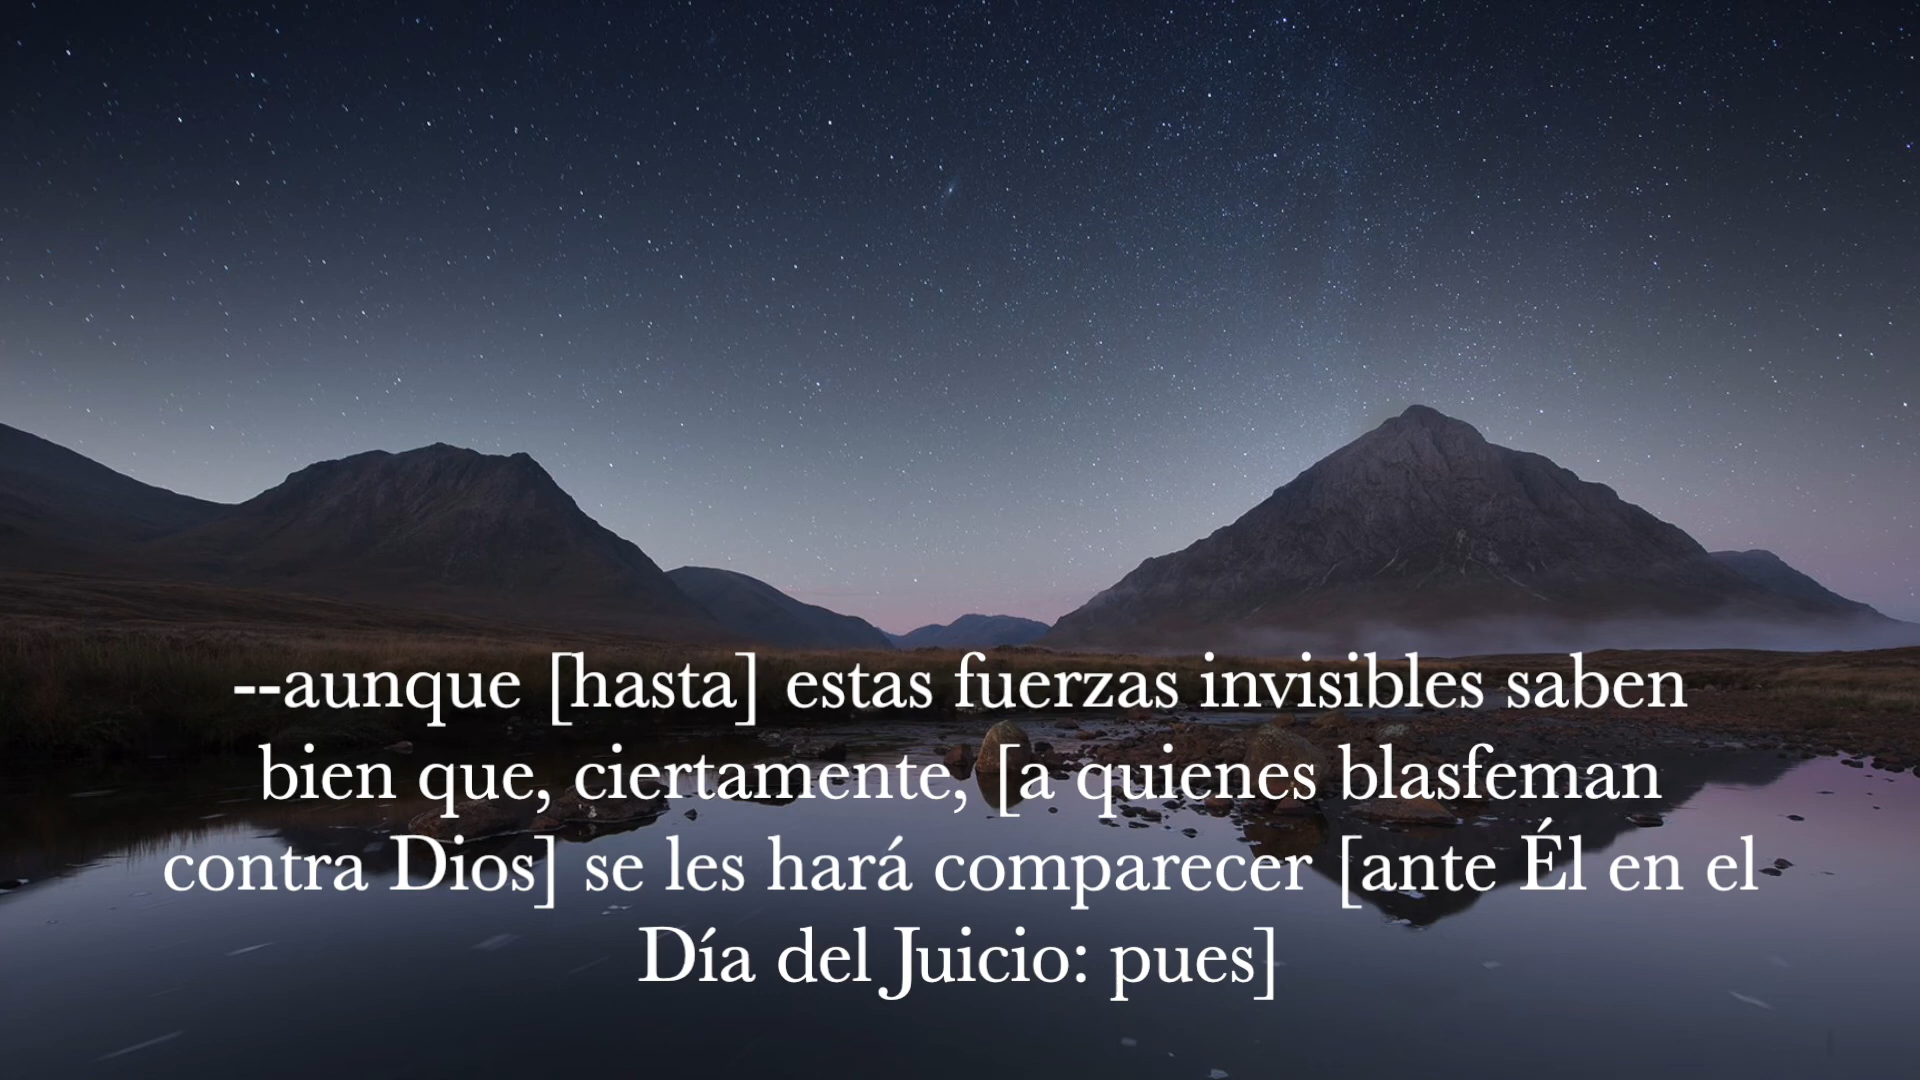 --aunque [hasta] estas fuerzas invisibles saben
bien que, ciertamente, [a quienes blasfeman
contra Dios] se les hará comparecer [ante Él en el
Día del Juicio: pues]